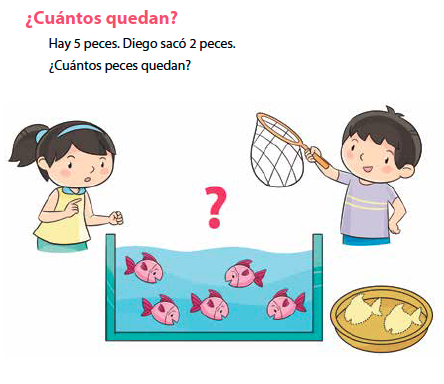 ¿Cuántos quedan?
Hay 5 peces. Diego sacó 2 peces.
¿Cuántos peces quedan?
?